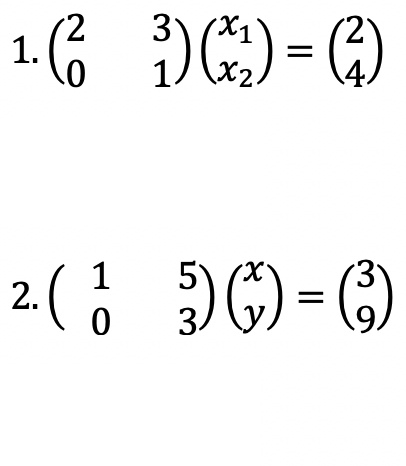 1. (2 3) (x₁) = (2)
(0 1) (x₂) (4)
2. (1 5) (x) = (3)
(0 3) (y) (9)